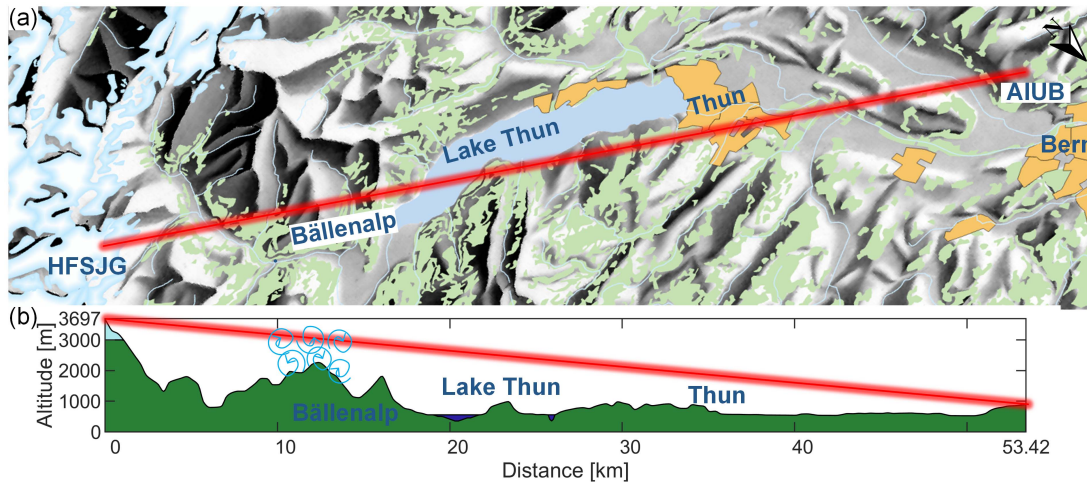 (a)
AIUB
Thun
Lake Thun
Bern
Bällenalp
HFSJG
(b)
3697
3000
2000
1000
0
Altitude [m]
Lake Thun
Thun
Bällenalp
0 10 20 30 40 53.42
Distance [km]